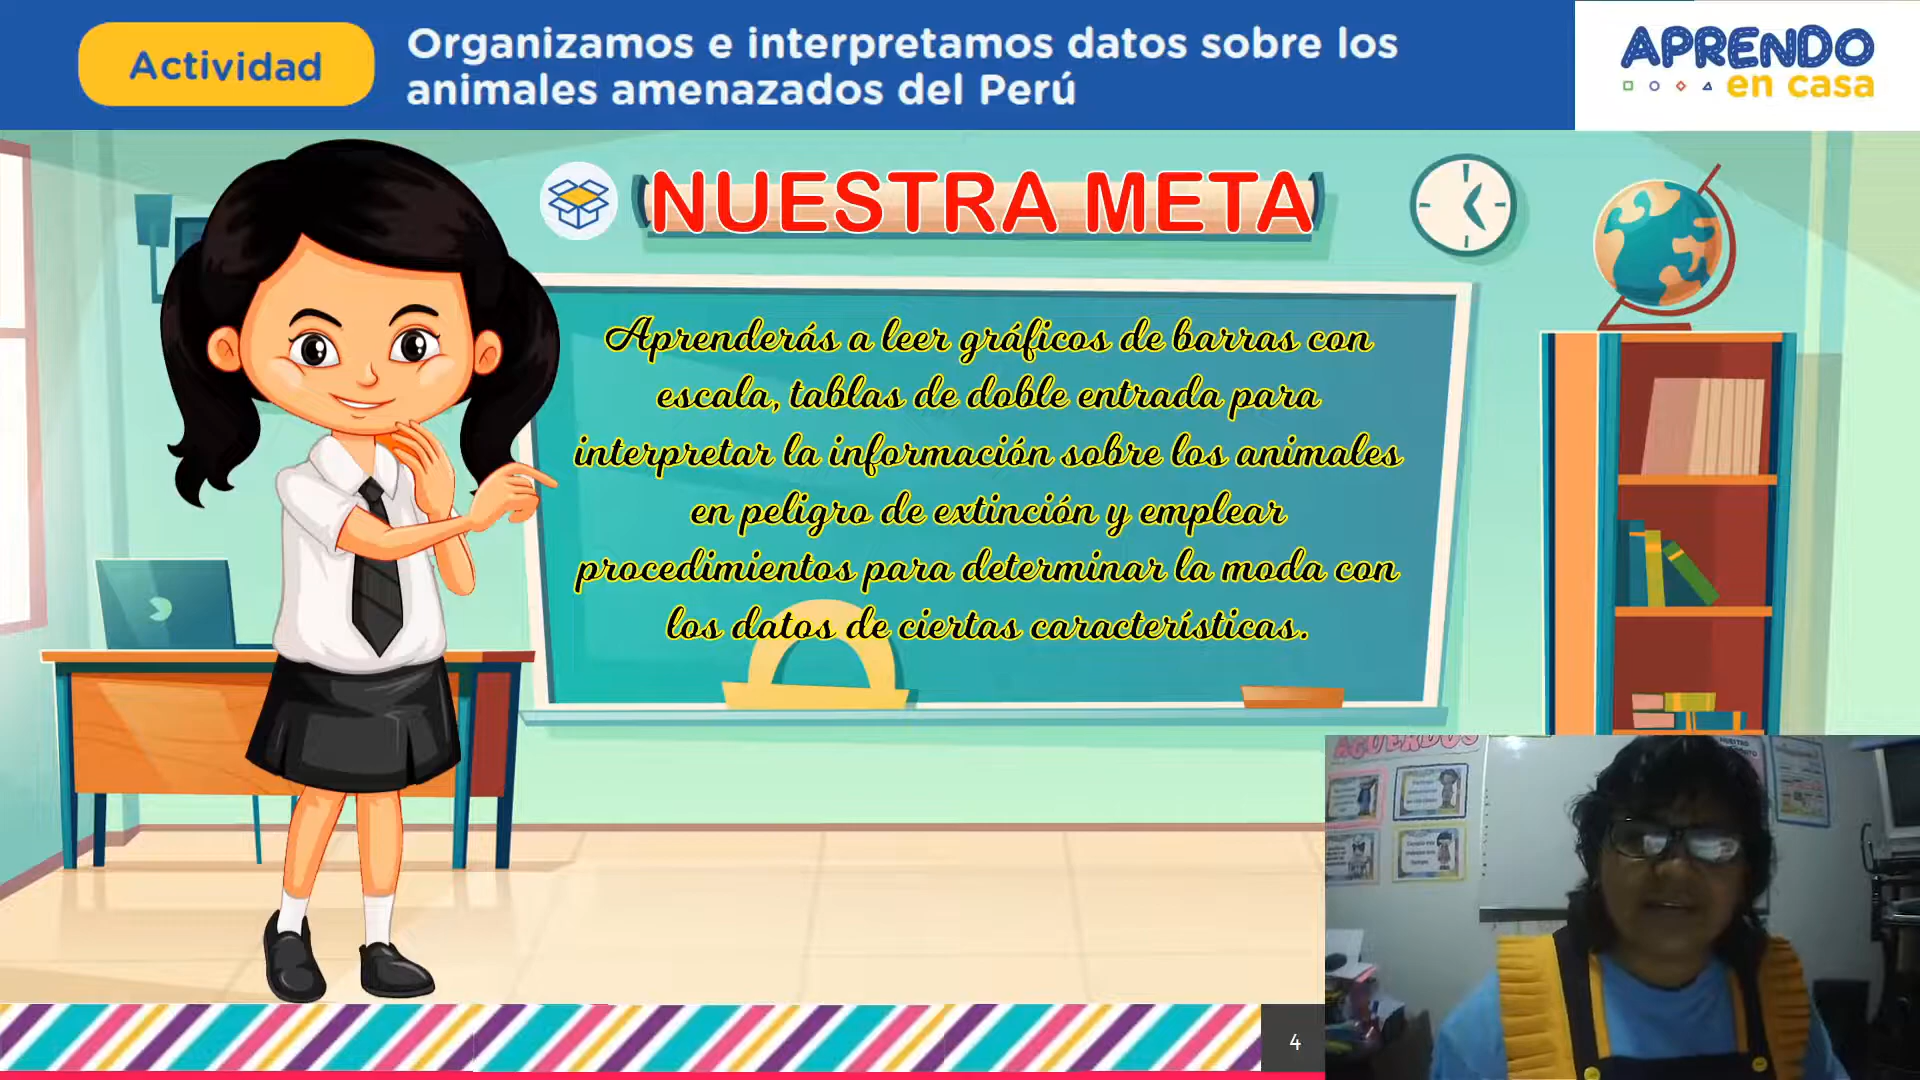 Actividad
Organizamos e interpretamos datos sobre los
animales amenazados del Perú
APRENDO
en casa
NUESTRA META
Aprenderás a leer gráficos de barras con
escala, tablas de doble entrada para
interpretar la información sobre los animales
en peligro de extinción y emplear
procedimientos para determinar la moda con
los datos de ciertas características.
ACUERDOS
4